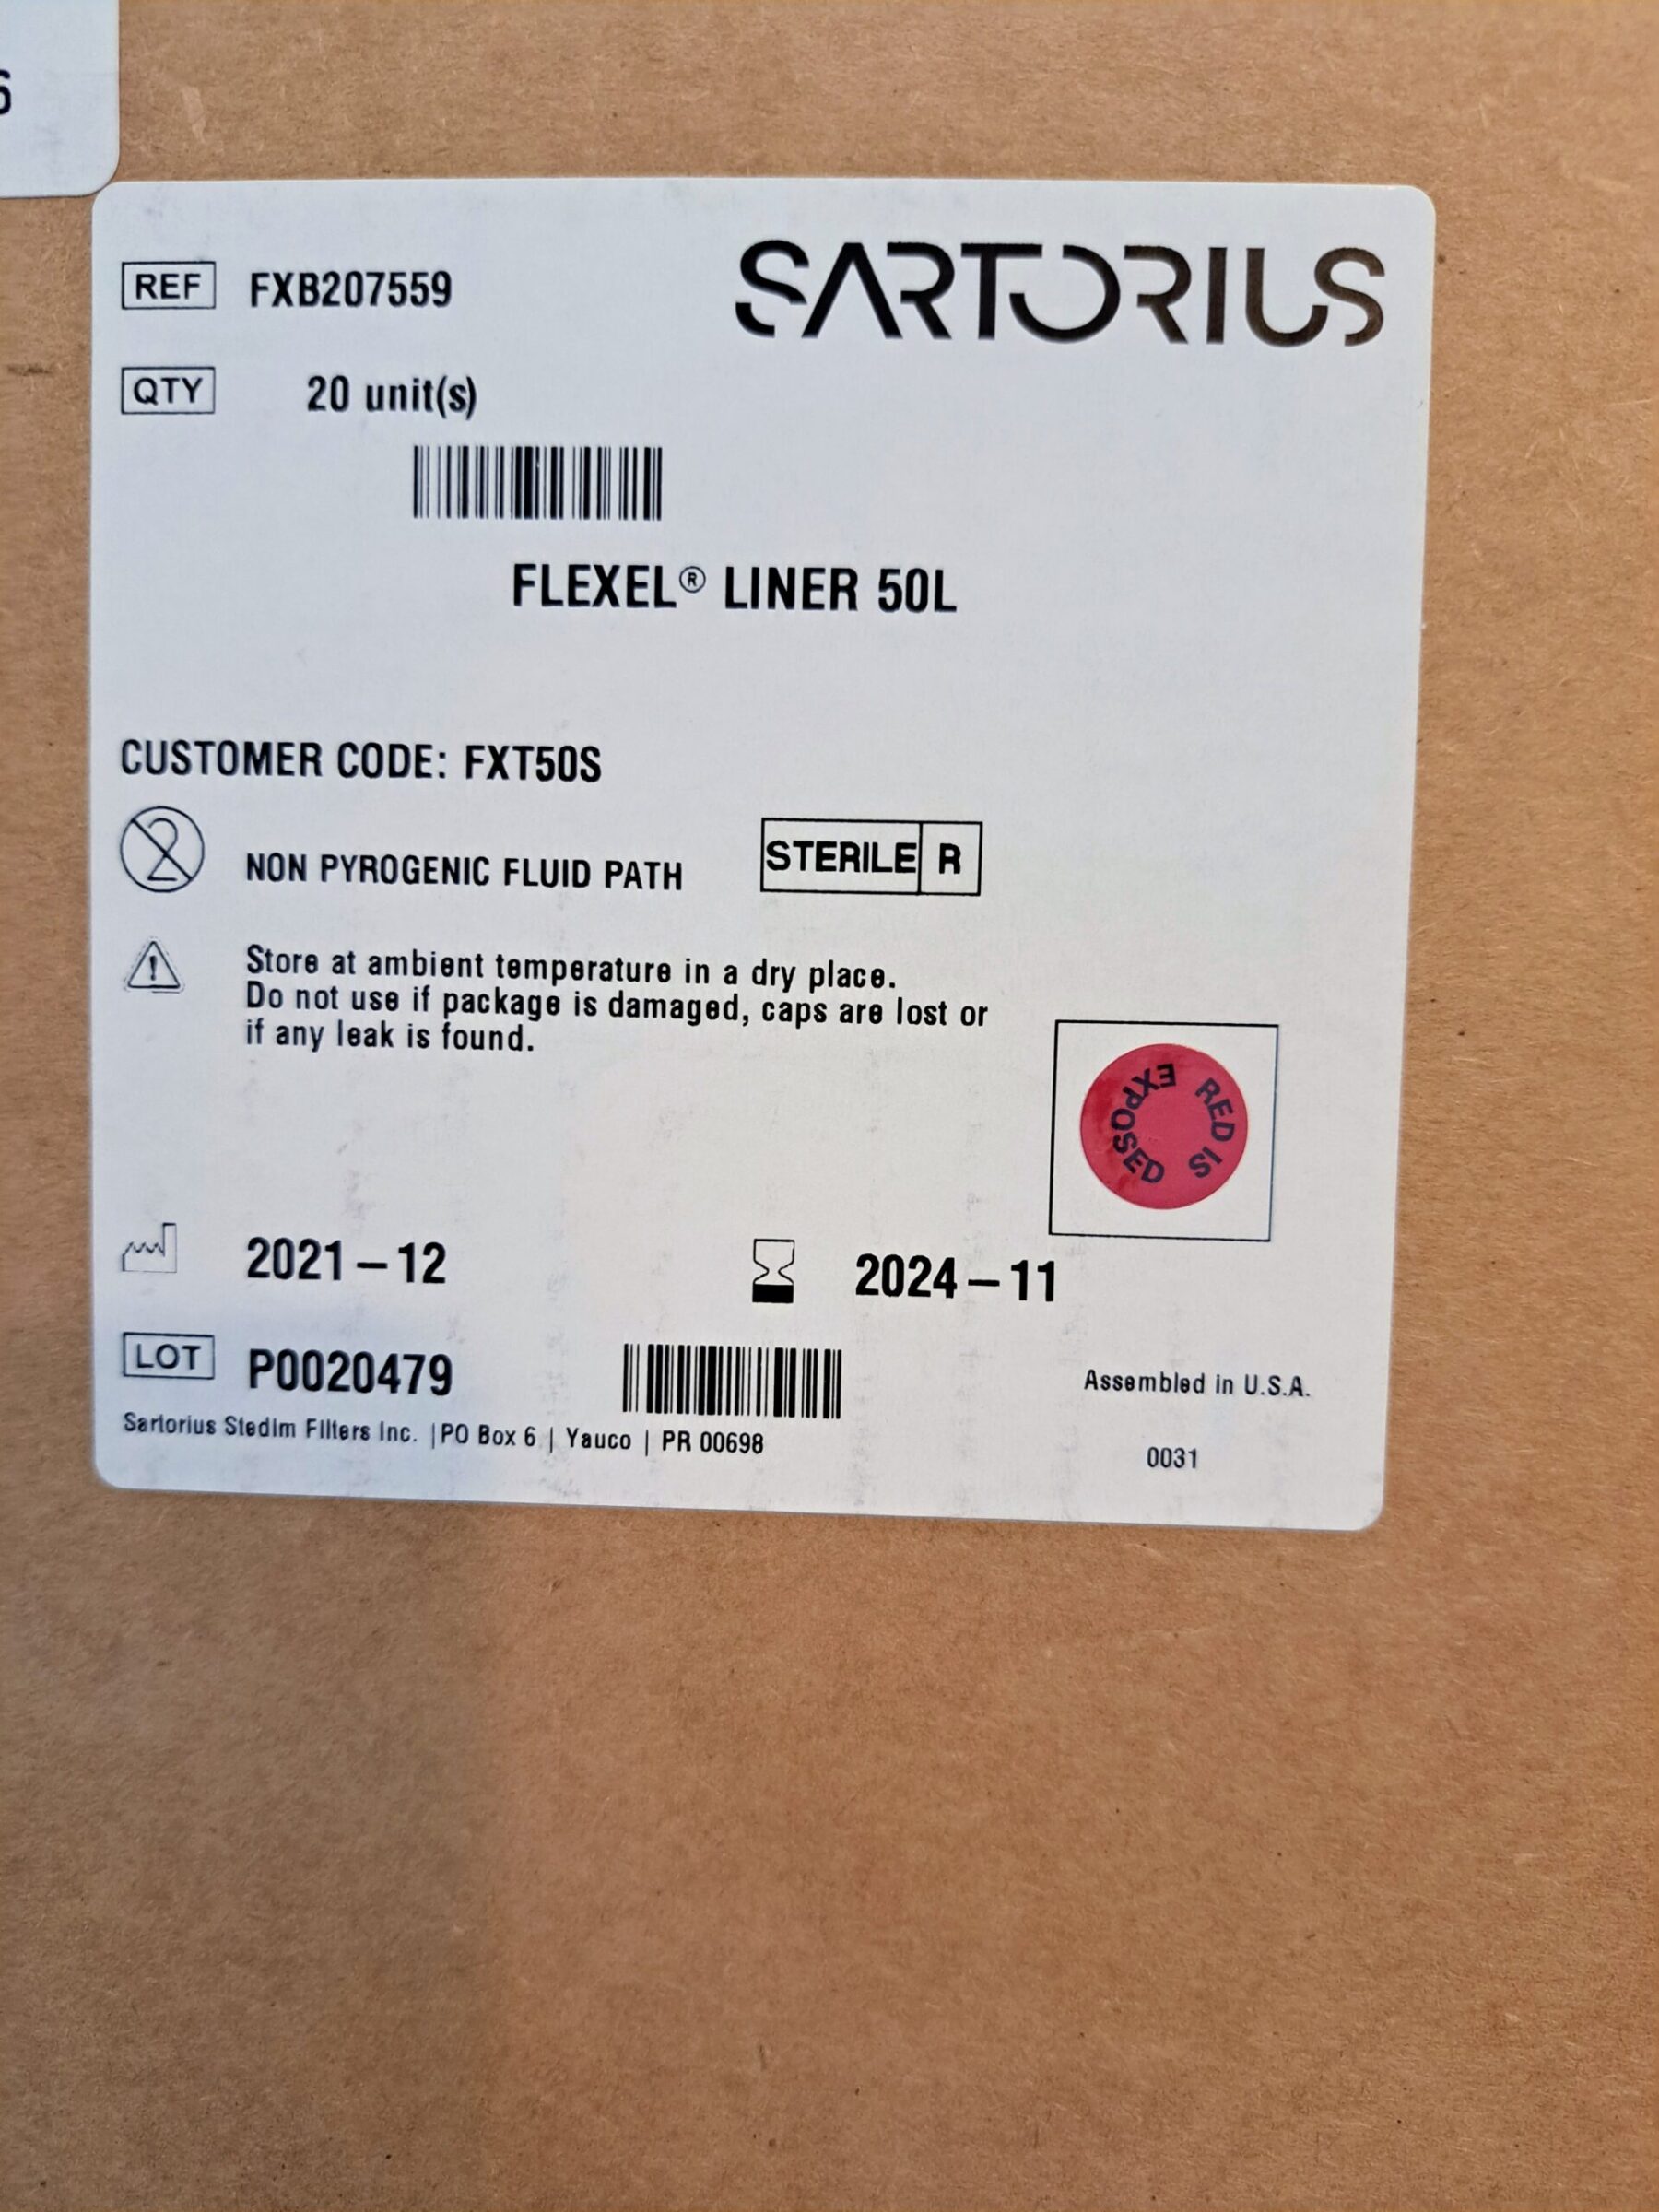 6
SARTORIUS
REF FXB207559
QTY 20 unit(s)
FLEXEL® LINER 50L
CUSTOMER CODE: FXT50S
2 NON PYROGENIC FLUID PATH STERILE R
! Store at ambient temperature in a dry place.
Do not use if package is damaged, caps are lost or
if any leak is found.
RED IS EXPOSED
2021-12 2024-11
LOT P0020479
Assembled in U.S.A.
Sartorius Stedim Filters Inc. | PO Box 6 | Yauco | PR 00698
0031